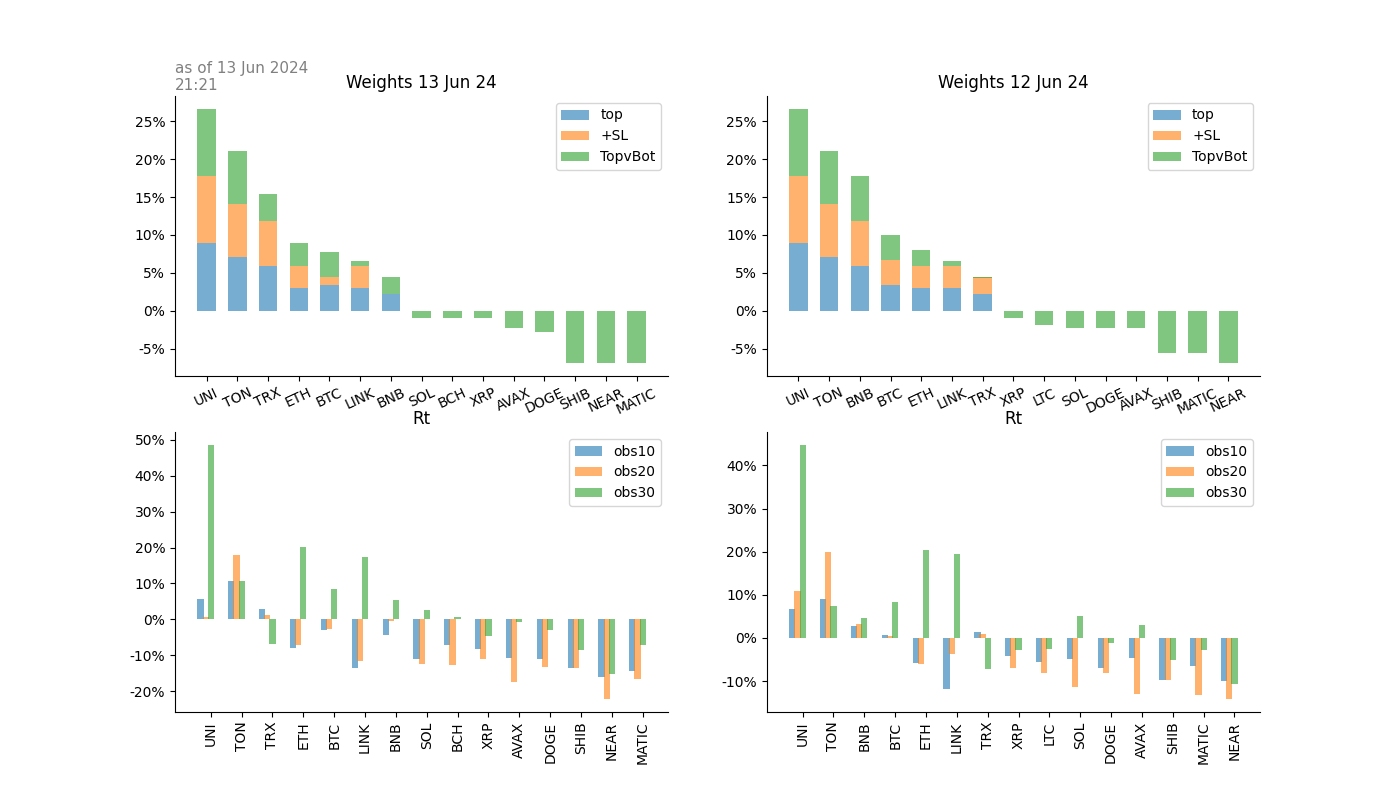 as of 13 Jun 2024
21:21
Weights 13 Jun 24
25%
20%
15%
10%
5%
0%
-5%
top
+SL
TopvBot
UNI TON TRX ETH BTC LINK BNB SOL BCH XRP AVAX DOGE SHIB NEAR MATIC
Weights 12 Jun 24
25%
20%
15%
10%
5%
0%
-5%
top
+SL
TopvBot
UNI TON BNB BTC ETH LINK TRX XRP LTC SOL DOGE AVAX SHIB MATIC NEAR
Rt
50%
40%
30%
20%
10%
0%
-10%
-20%
obs10
obs20
obs30
UNI TON TRX ETH BTC LINK BNB SOL BCH XRP AVAX DOGE SHIB NEAR MATIC
Rt
40%
30%
20%
10%
0%
-10%
obs10
obs20
obs30
UNI TON BNB BTC ETH LINK TRX XRP LTC SOL DOGE AVAX SHIB MATIC NEAR